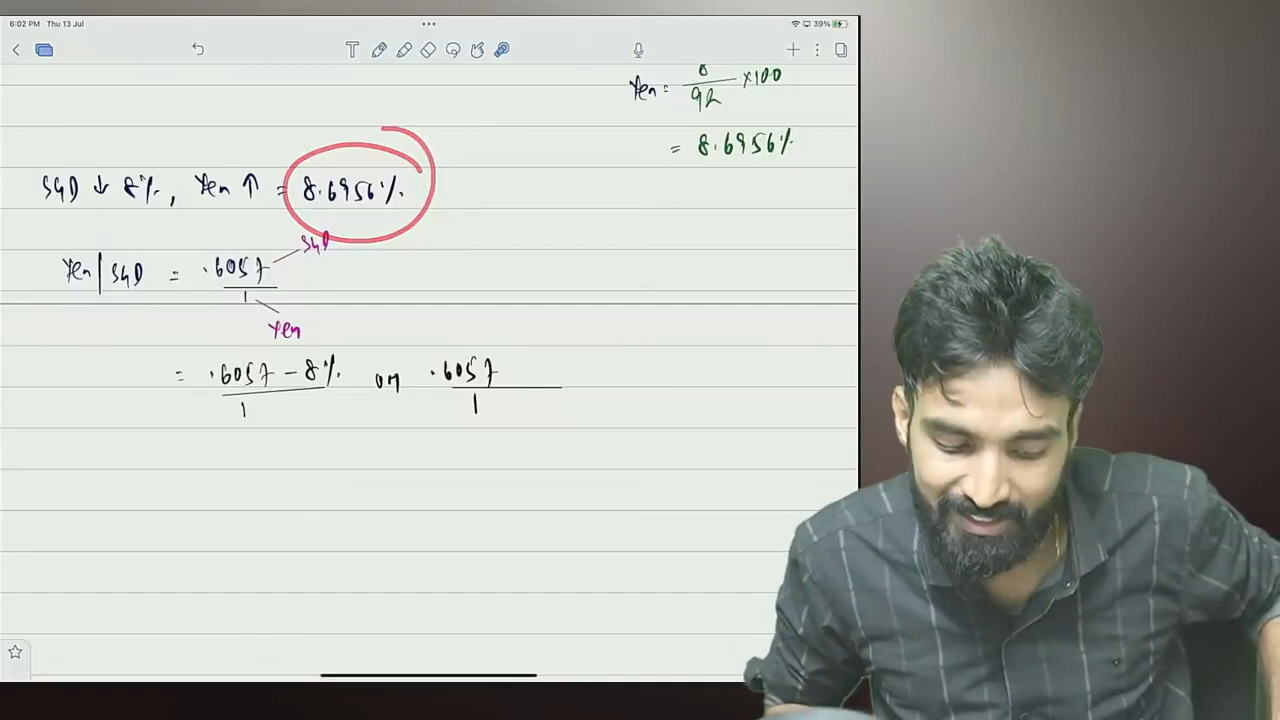 6:02 PM Thu 13 Jul
39%
Yen = 8/92 ×100
= 8.6956%
SGD ↓ 8%, Yen ↑ = 8.6956%
SGD
Yen|SGD = .6057/1
Yen
= .6057 - 8%/1 or .6057/1